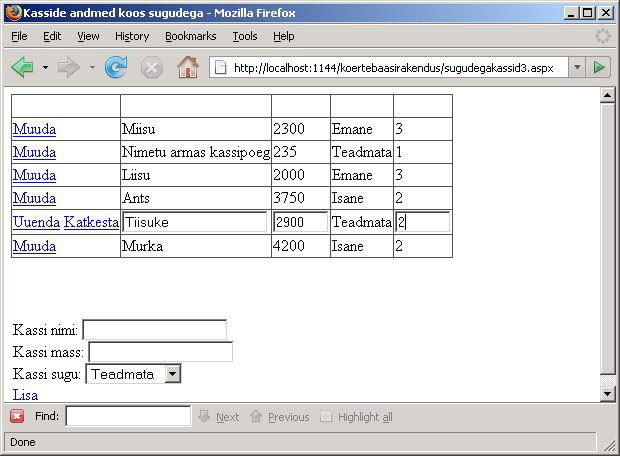 Kasside andmed koos sugudega - Mozilla Firefox
File Edit View History Bookmarks Tools Help
http://localhost:1144/koertebaasirakendus/sugudegakassid3.aspx
Muuda Miisu 2300 Emane 3
Muuda Nimetu armas kassipoeg 235 Teadmata 1
Muuda Liisu 2000 Emane 3
Muuda Ants 3750 Isane 2
Uuenda Katkesta Tiisuke 2900 Teadmata 2
Muuda Murka 4200 Isane 2
Kassi nimi:
Kassi mass:
Kassi sugu: Teadmata
Lisa
Find: Next Previous Highlight all
Done